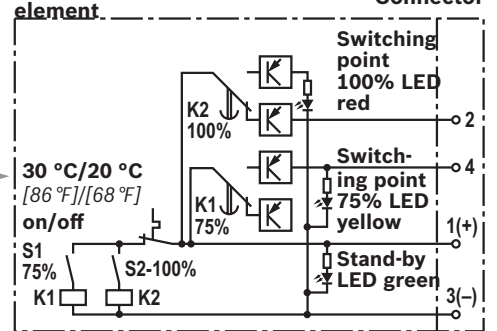 element
Connector
Switching
point
100% LED
red
K2
100%
2
30 °C/20 °C
[86 °F]/[68 °F]
on/off
Switch-
ing point
75% LED
yellow
4
K1
75%
1(+)
S1
75%
S2-100%
Stand-by
LED green
K1
K2
3(–)